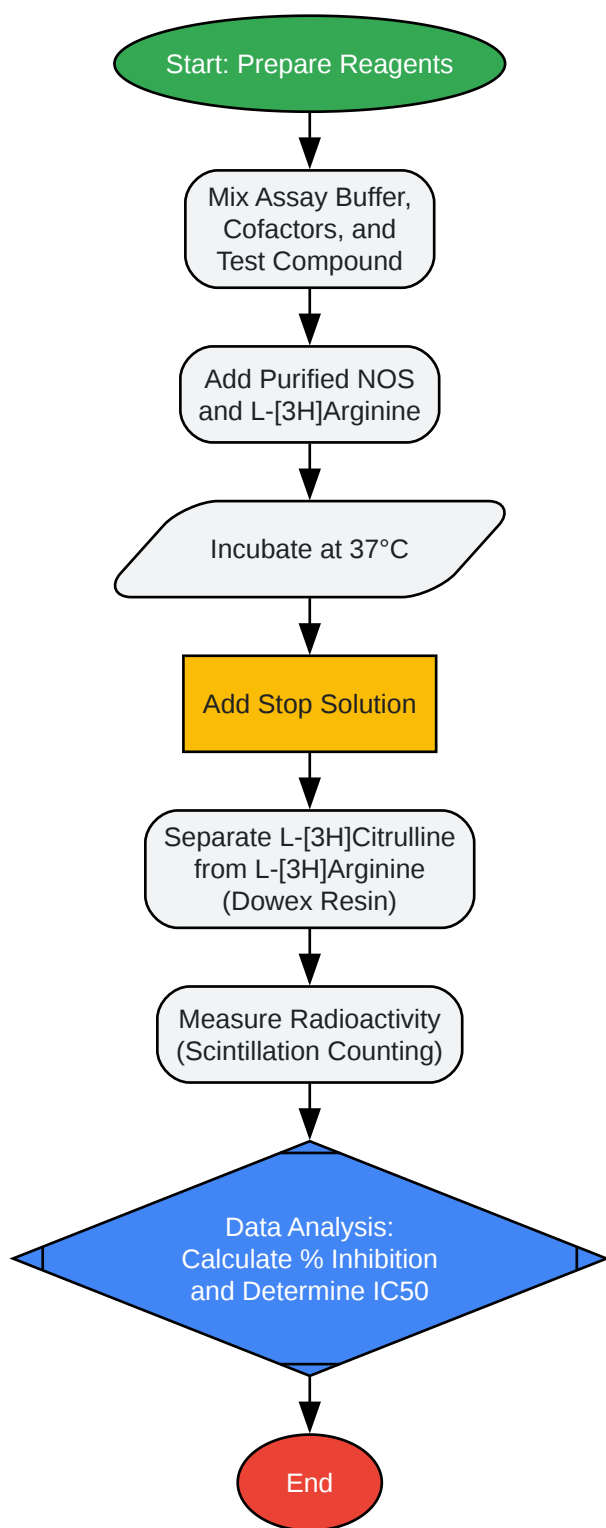 Start: Prepare Reagents
Mix Assay Buffer,
Cofactors, and
Test Compound
Add Purified NOS
and L-[3H]Arginine
Incubate at 37°C
Add Stop Solution
Separate L-[3H]Citrulline
from L-[3H]Arginine
(Dowex Resin)
Measure Radioactivity
(Scintillation Counting)
Data Analysis:
Calculate % Inhibition
and Determine IC50
End